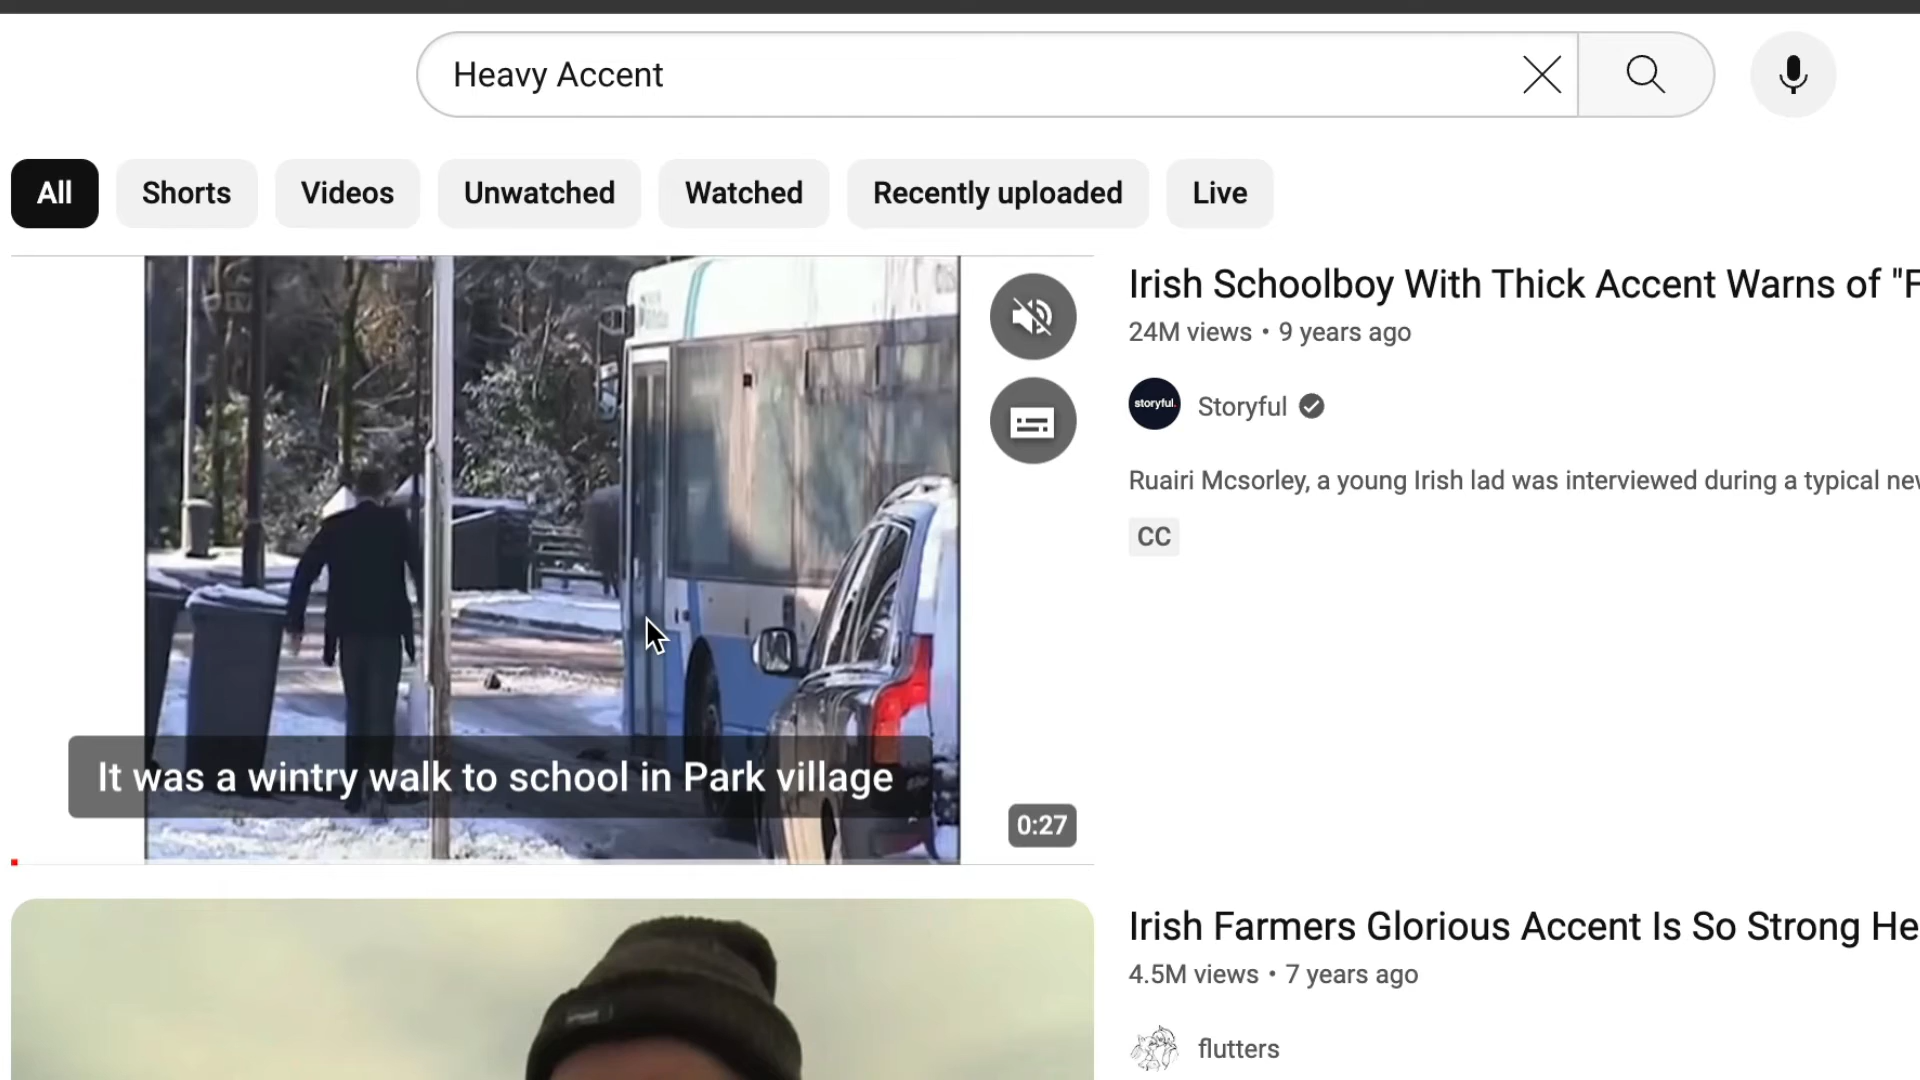 Heavy Accent
All
Shorts
Videos
Unwatched
Watched
Recently uploaded
Live
Irish Schoolboy With Thick Accent Warns of "F
24M views • 9 years ago
storyful.
Storyful
Ruairi Mcsorley, a young Irish lad was interviewed during a typical nev
CC
It was a wintry walk to school in Park village
0:27
Irish Farmers Glorious Accent Is So Strong He
4.5M views • 7 years ago
flutters